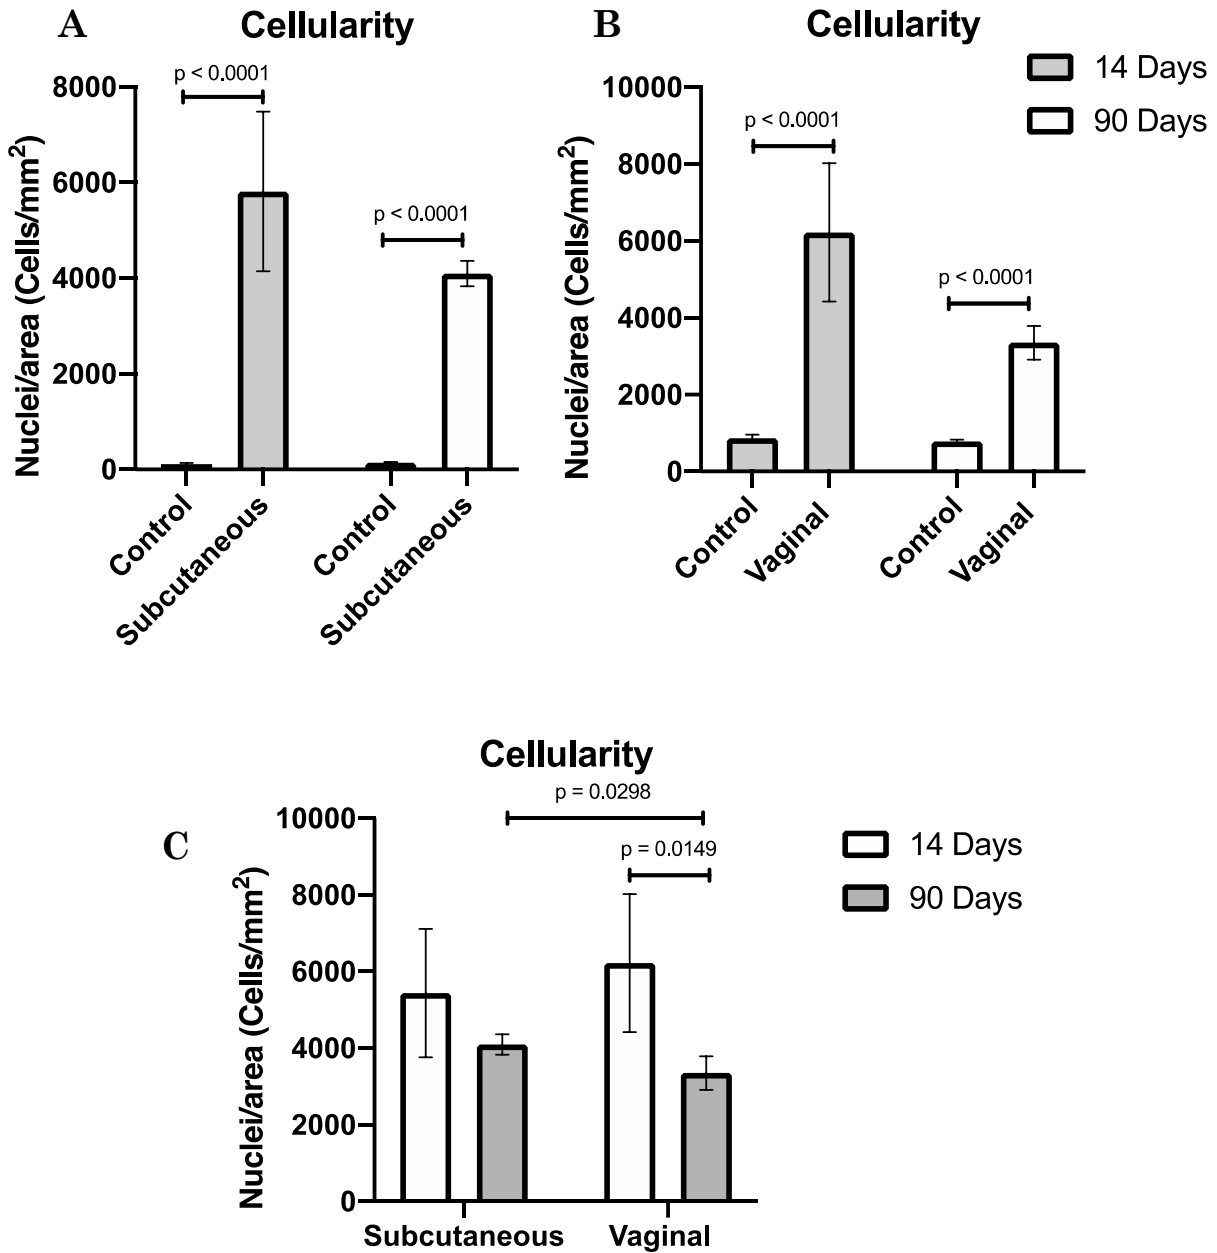 A
Cellularity
Nuclei/area (Cells/mm²)
8000
6000
4000
2000
0
p < 0.0001
p < 0.0001
Control
Subcutaneous
Control
Subcutaneous
B
Cellularity
Nuclei/area (Cells/mm²)
10000
8000
6000
4000
2000
0
p < 0.0001
p < 0.0001
Control
Vaginal
Control
Vaginal
14 Days
90 Days
C
Cellularity
Nuclei/area (Cells/mm²)
10000
8000
6000
4000
2000
0
p = 0.0298
p = 0.0149
Subcutaneous
Vaginal
14 Days
90 Days